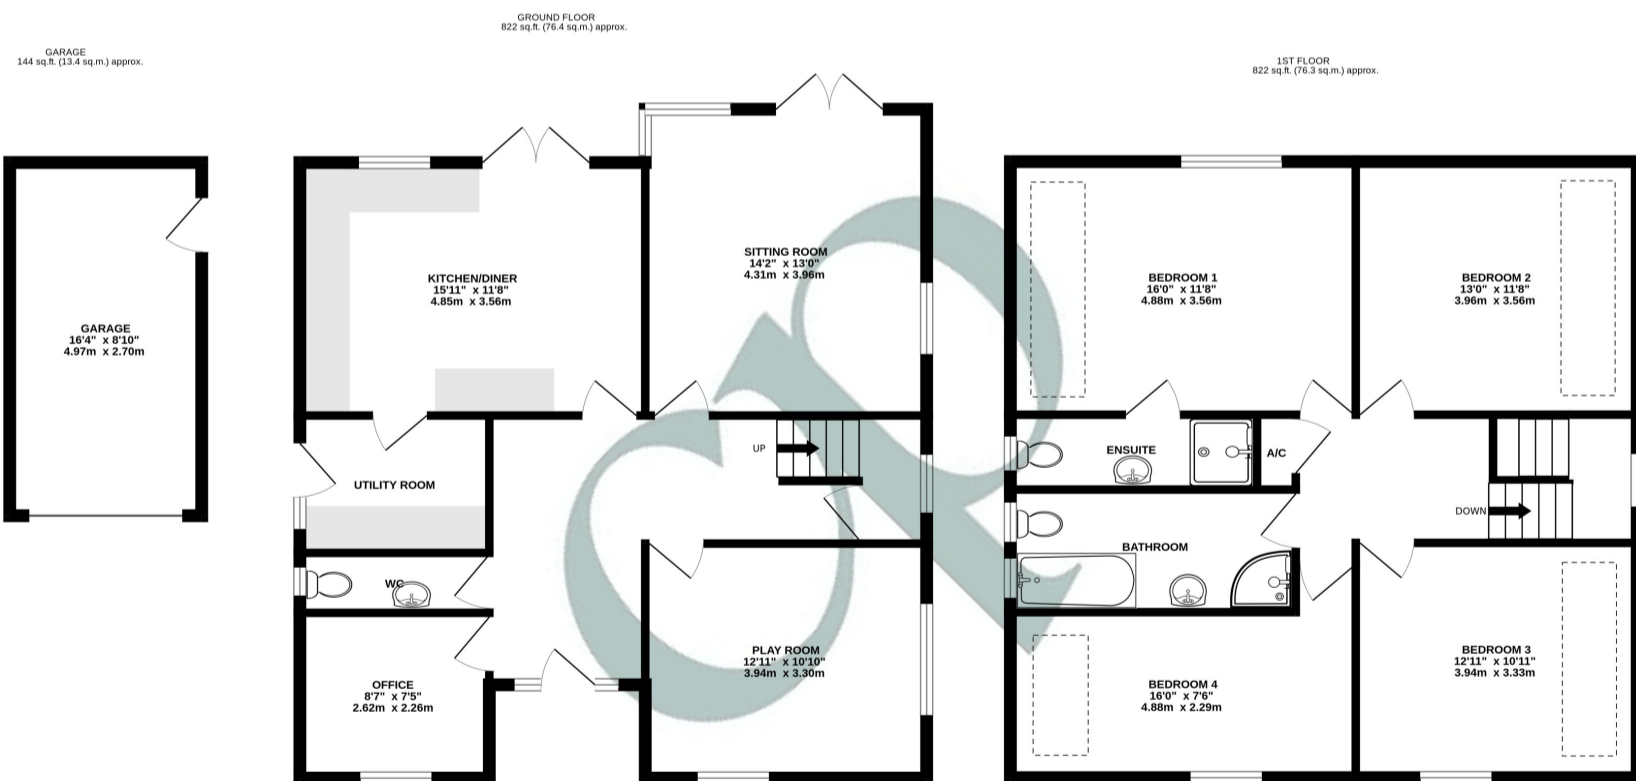 GARAGE
144 sq.ft. (13.4 sq.m.) approx.
GROUND FLOOR
822 sq.ft. (76.4 sq.m.) approx.
1ST FLOOR
822 sq.ft. (76.3 sq.m.) approx.
GARAGE
16'4" x 8'10"
4.97m x 2.70m
KITCHEN/DINER
15'11" x 11'8"
4.85m x 3.56m
SITTING ROOM
14'2" x 13'0"
4.31m x 3.96m
UP
UTILITY ROOM
WC
OFFICE
8'7" x 7'5"
2.62m x 2.26m
PLAY ROOM
12'11" x 10'10"
3.94m x 3.30m
BEDROOM 1
16'0" x 11'8"
4.88m x 3.56m
BEDROOM 2
13'0" x 11'8"
3.96m x 3.56m
ENSUITE
A/C
DOWN
BATHROOM
BEDROOM 4
16'0" x 7'6"
4.88m x 2.29m
BEDROOM 3
12'11" x 10'11"
3.94m x 3.33m